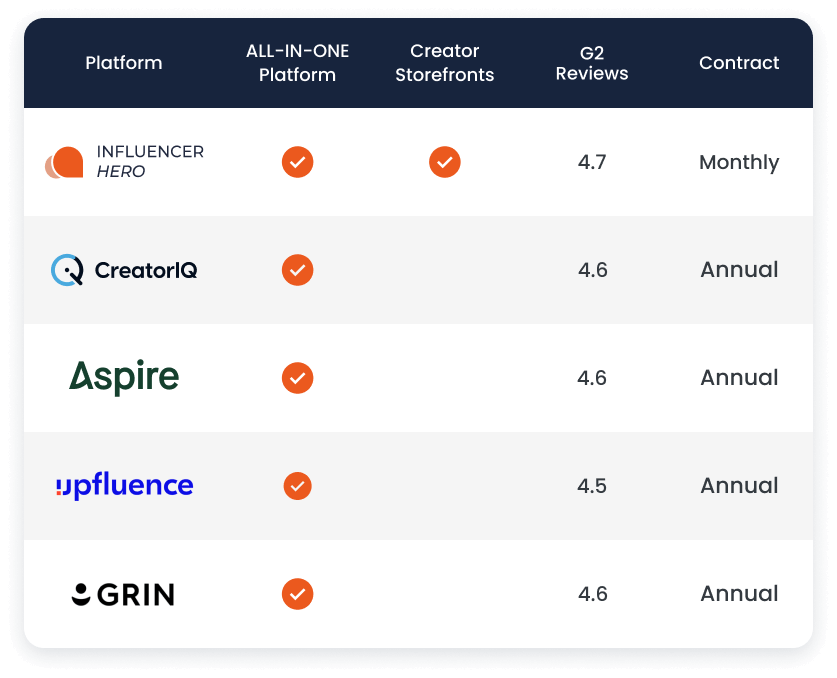 Platform
ALL-IN-ONE
Platform
Creator
Storefronts
G2
Reviews
Contract
INFLUENCER
HERO
4.7
Monthly
CreatorIQ
4.6
Annual
Aspire
4.6
Annual
upfluence
4.5
Annual
GRIN
4.6
Annual